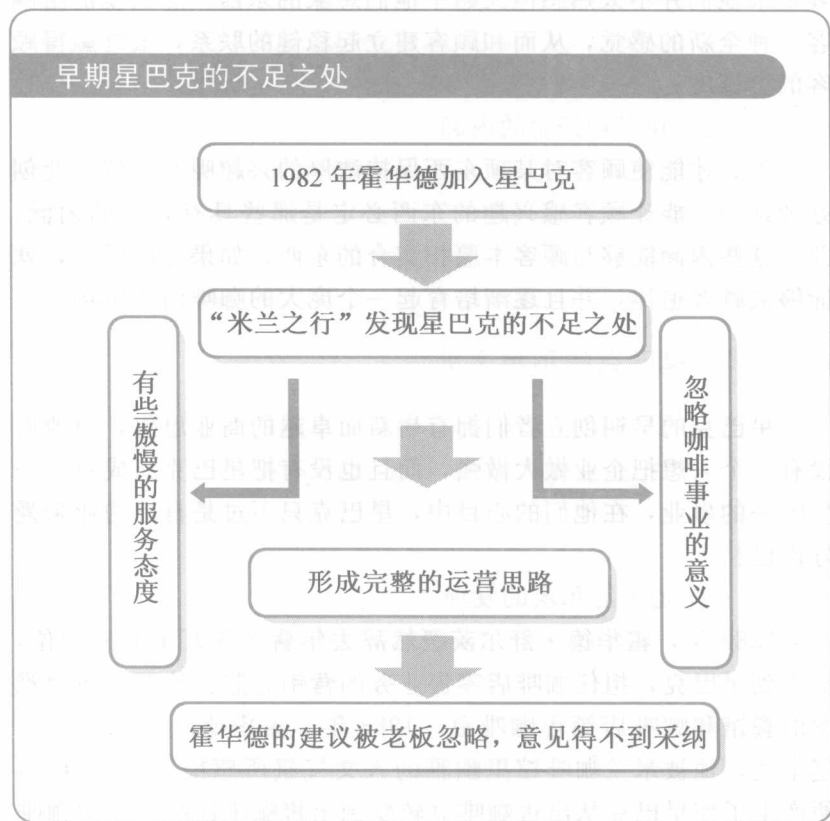 早期星巴克的不足之处
1982年霍华德加入星巴克
“米兰之行”发现星巴克的不足之处
有些傲慢的服务态度
忽略咖啡事业的意义
形成完整的运营思路
霍华德的建议被老板忽略，意见得不到采纳